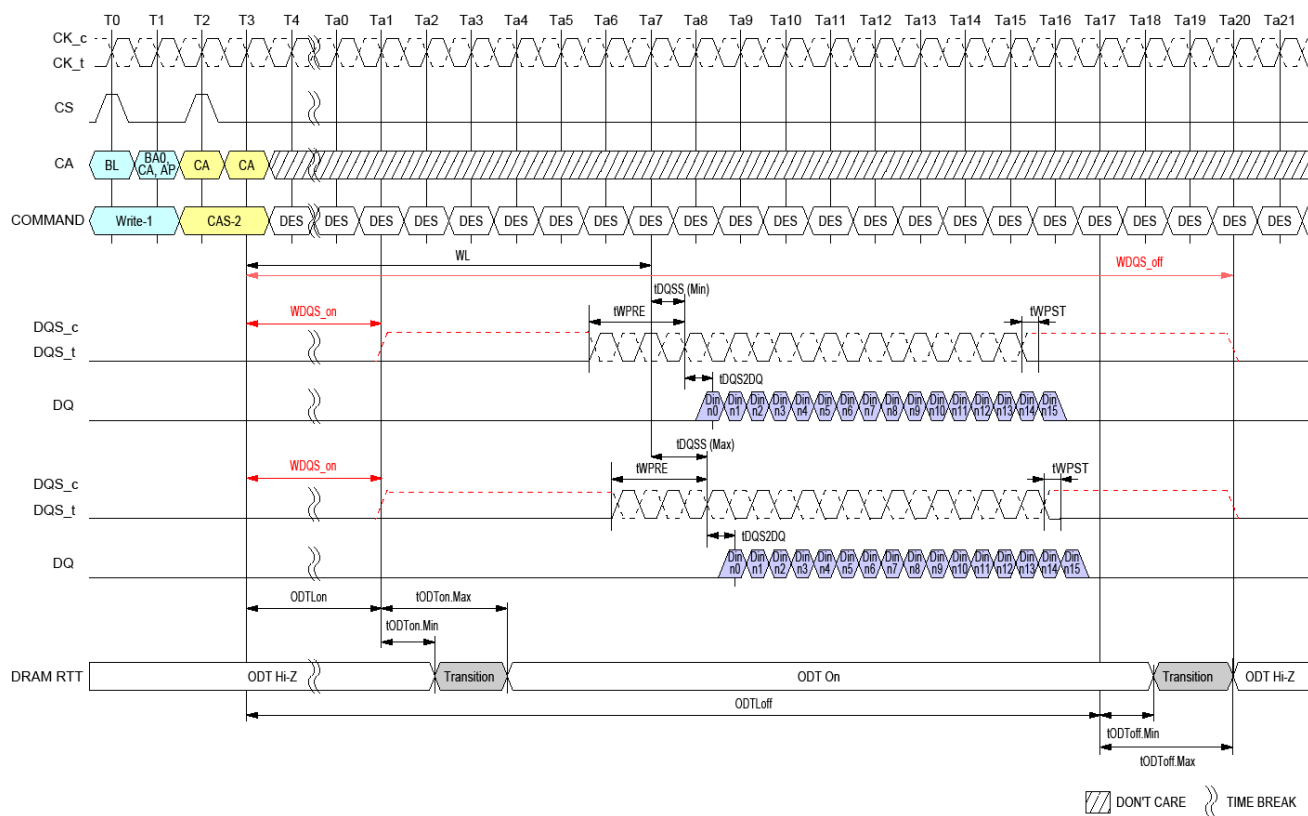 T0 T1 T2 T3 T4 Ta0 Ta1 Ta2 Ta3 Ta4 Ta5 Ta6 Ta7 Ta8 Ta9 Ta10 Ta11 Ta12 Ta13 Ta14 Ta15 Ta16 Ta17 Ta18 Ta19 Ta20 Ta21
CK_c
CK_t
CS
CA BL BA0, CA, AP CA CA
COMMAND Write-1 CAS-2 DES DES DES DES DES DES DES DES DES DES DES DES DES DES DES DES DES DES DES DES DES DES DES
WL
WDQS_off
tDQSS (Min)
WDQS_on tWPRE tWPST
DQS_c
DQS_t
tDQS2DQ
DQ Din n0 Din n1 Din n2 Din n3 Din n4 Din n5 Din n6 Din n7 Din n8 Din n9 Din n10 Din n11 Din n12 Din n13 Din n14 Din n15
tDQSS (Max)
WDQS_on tWPRE tWPST
DQS_c
DQS_t
tDQS2DQ
DQ Din n0 Din n1 Din n2 Din n3 Din n4 Din n5 Din n6 Din n7 Din n8 Din n9 Din n10 Din n11 Din n12 Din n13 Din n14 Din n15
ODTLon tODTon.Max
tODTon.Min
DRAM RTT ODT Hi-Z Transition ODT On Transition ODT Hi-Z
ODTLoff
tODToff.Min
tODToff.Max
DON'T CARE TIME BREAK